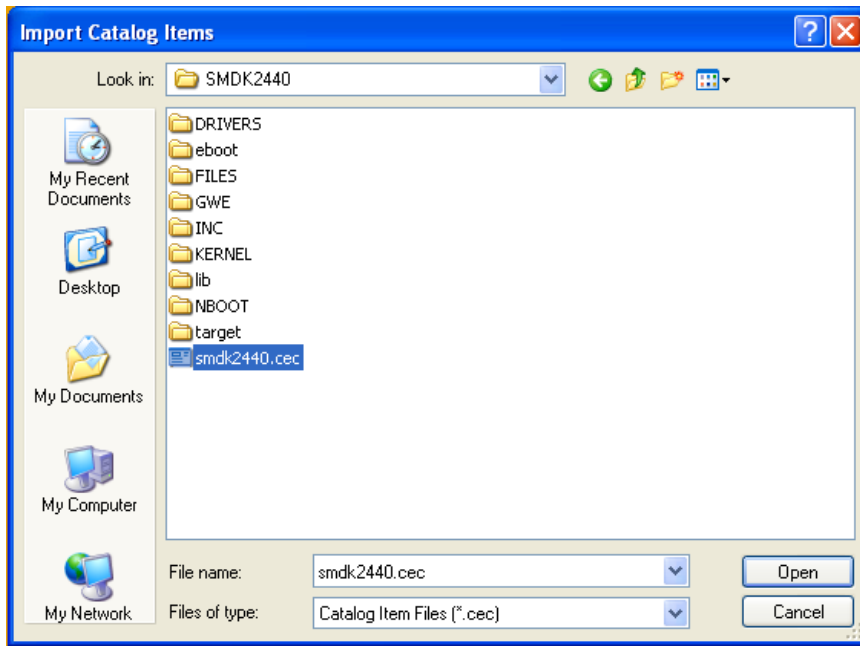 Import Catalog Items
Look in: SMDK2440
My Recent
Documents
Desktop
My Documents
My Computer
My Network
DRIVERS
eboot
FILES
GWE
INC
KERNEL
lib
NBOOT
target
smdk2440.cec
File name: smdk2440.cec Open
Files of type: Catalog Item Files (*.cec) Cancel